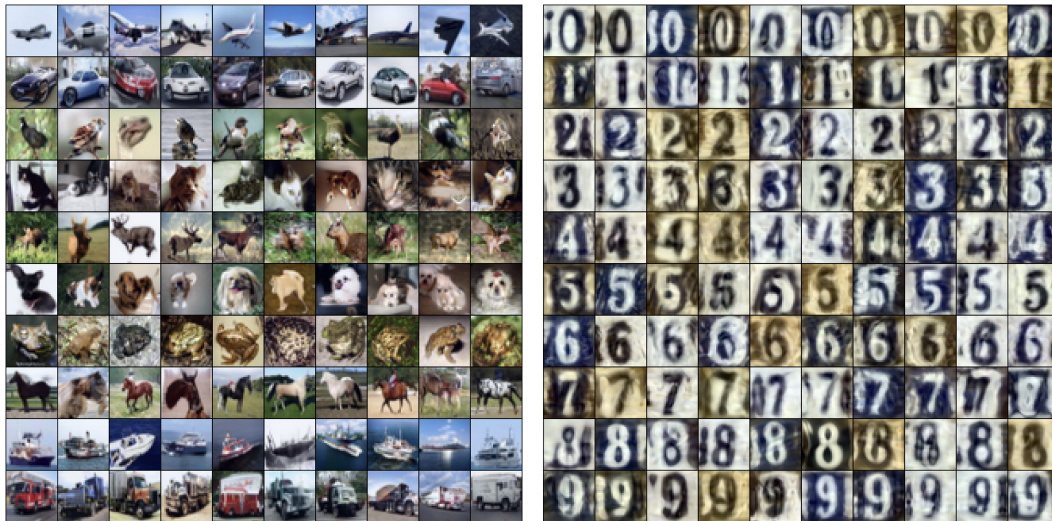 0 0 0 0 0 0 0 0 0 0
1 1 1 1 1 1 1 1 1 1
2 2 2 2 2 2 2 2 2 2
3 3 3 3 3 3 3 3 3
4 4 4 4 4 4 4 4 4
5 5 5 5 5 5 5 5 5
6 6 6 6 6 6 6 6 6 6
7 7 7 7 7 7 7 7 7
8 8 8 8 8 8 8 8 8 8
9 9 9 9 9 9 9 9 9 9